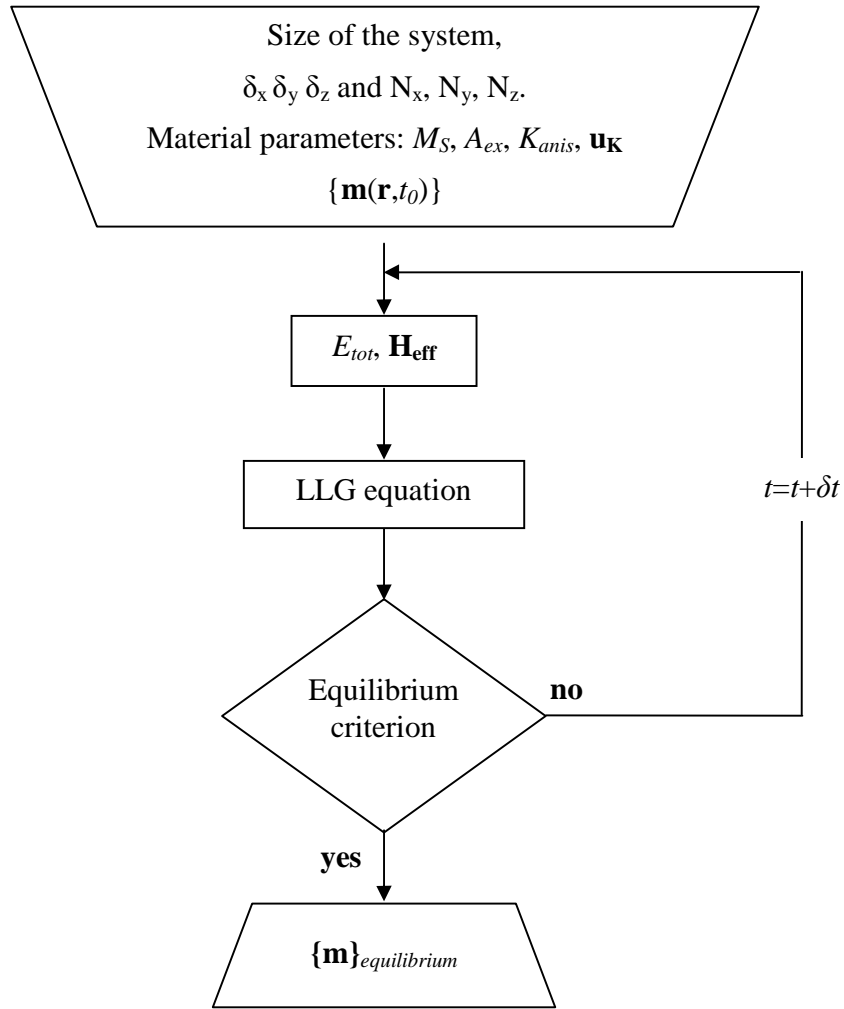 Size of the system,
δx δy δz and Nx, Ny, Nz.
Material parameters: MS, Aex, Kanis, uK
{m(r,t0)}
Etot, Heff
LLG equation
t=t+δt
Equilibrium
criterion
no
yes
{m}equilibrium